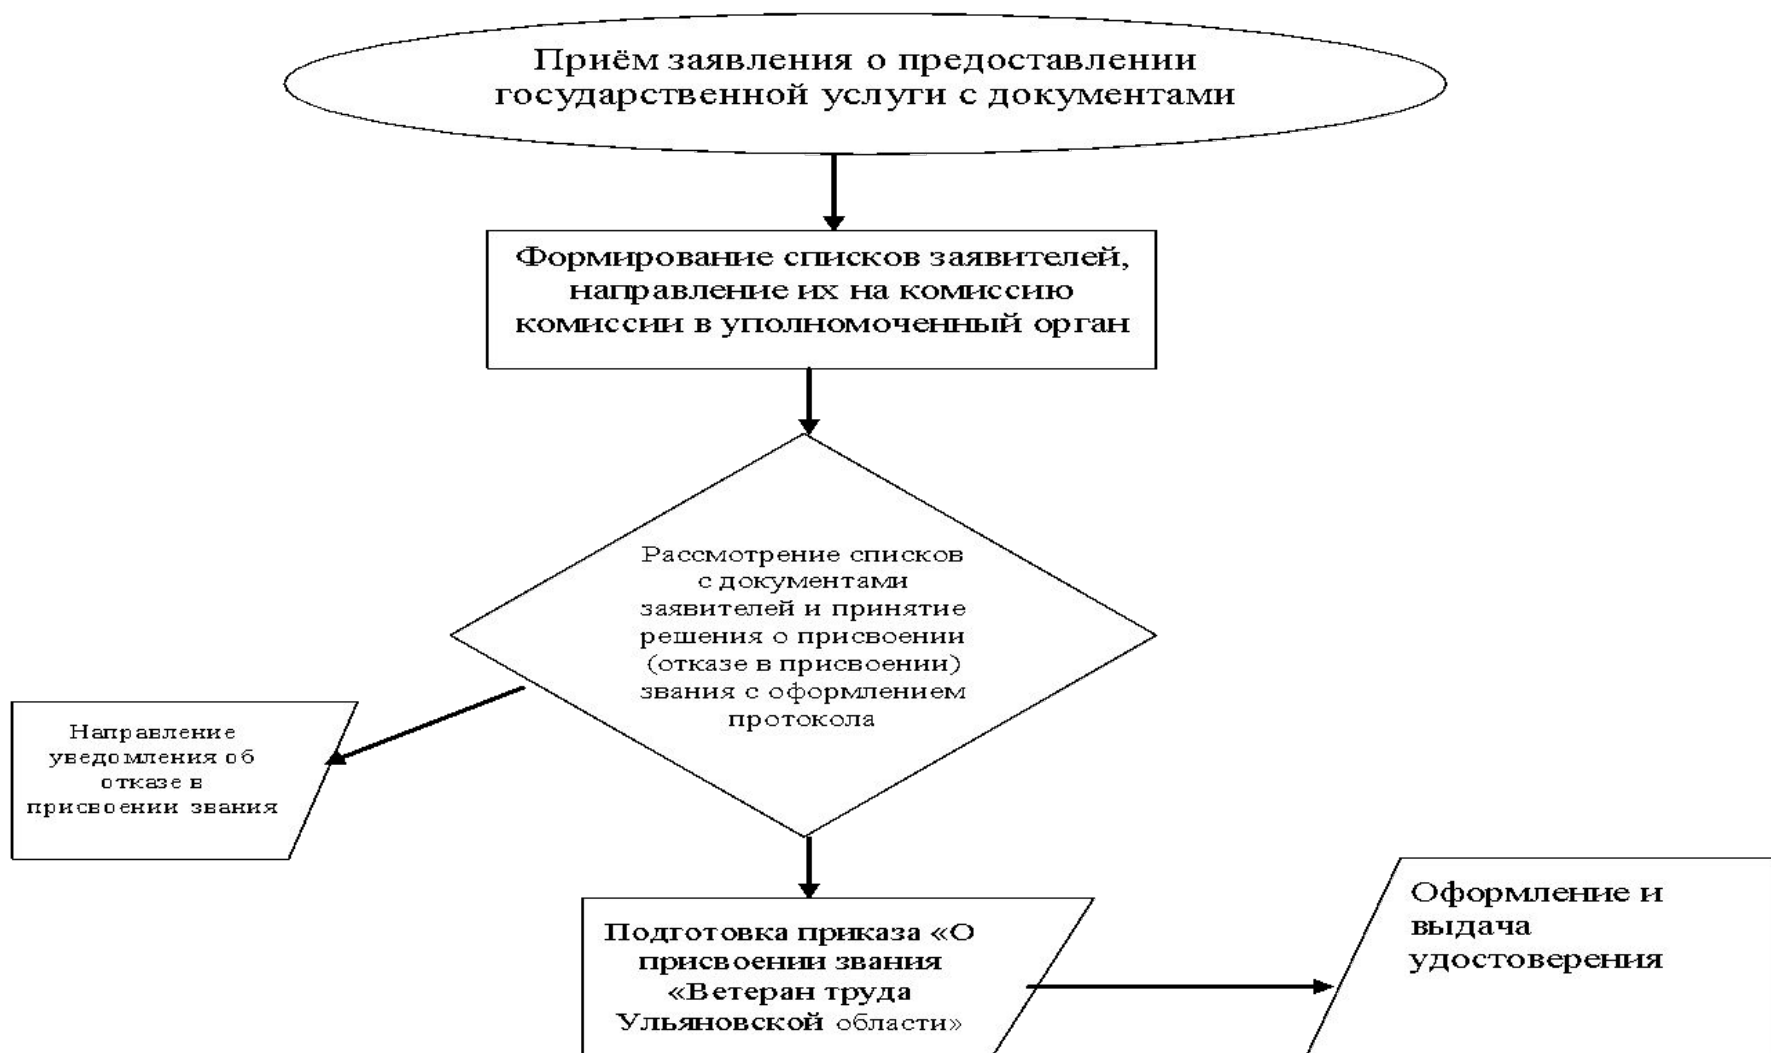 Приём заявления о предоставлении
государственной услуги с документами
Формирование списков заявителей,
направление их на комиссию
комиссии в уполномоченный орган
Рассмотрение списков
с документами
заявителей и принятие
решения о присвоении
(отказе в присвоении)
звания с оформлением
протокола
Направление
уведомления об
отказе в
присвоении звания
Подготовка приказа «О
присвоении звания
«Ветеран труда
Ульяновской области»
Оформление и
выдача
удостоверения